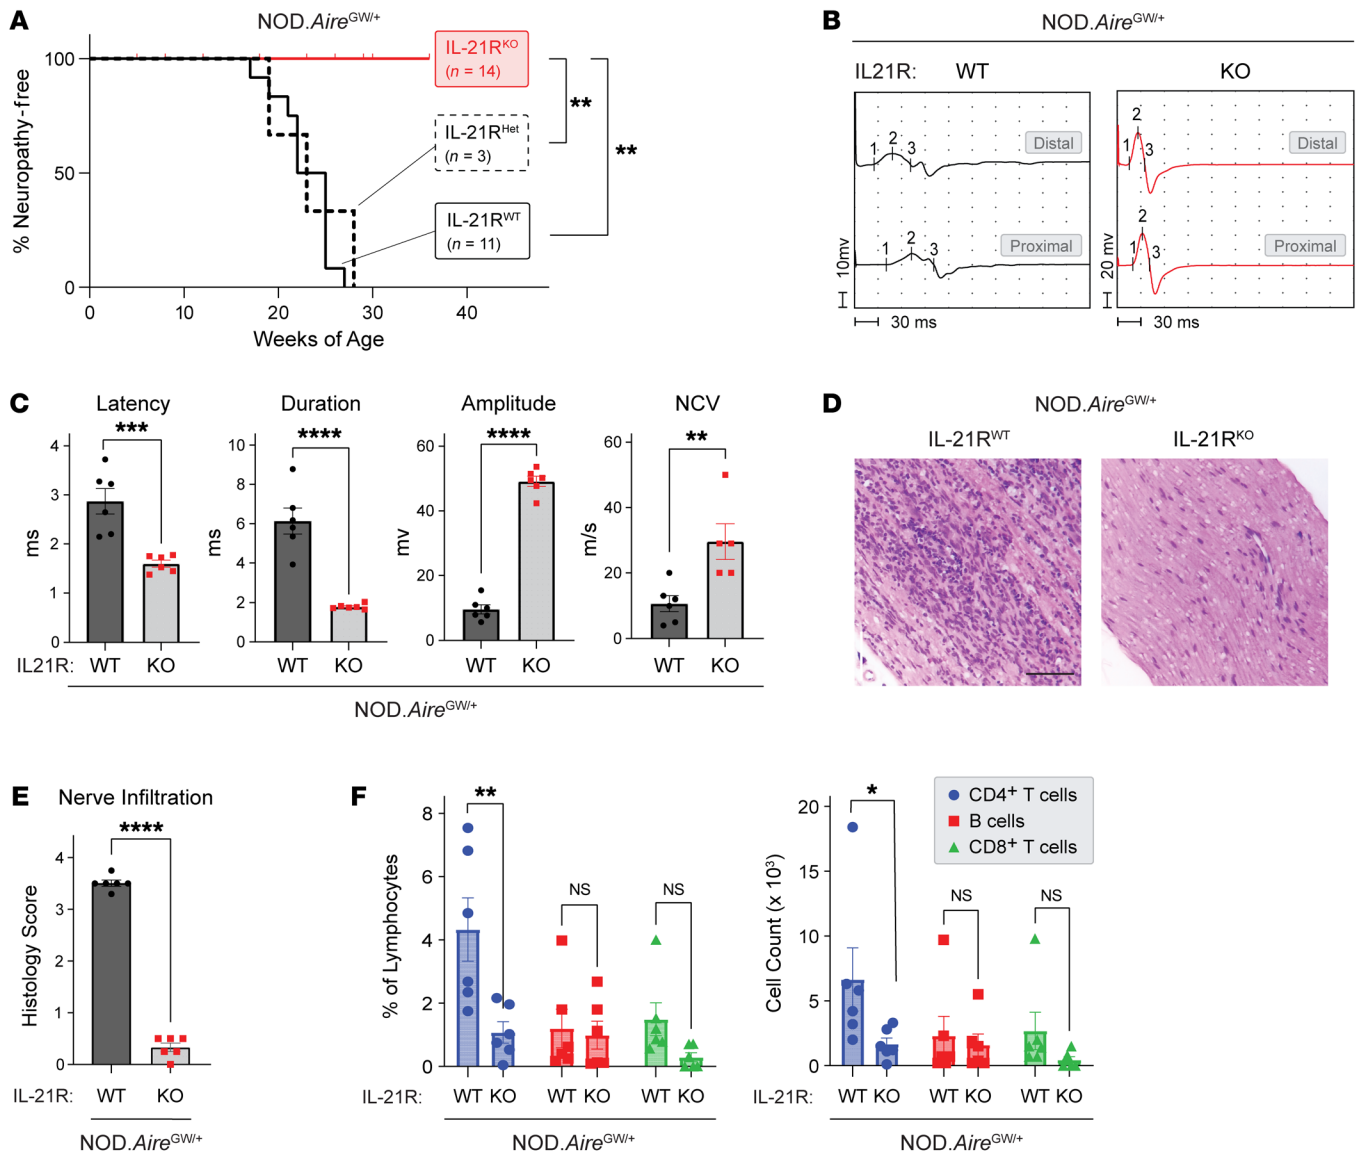 A
NOD.Aire^GW/+
% Neuropathy-free
100
50
0
0 10 20 30 40
Weeks of Age
IL-21R^KO
(n = 14)
IL-21R^Het
(n = 3)
IL-21R^WT
(n = 11)
**
**
B
NOD.Aire^GW/+
IL21R: WT KO
1 2 3
Distal
1 2 3
Proximal
10mv
30 ms
1 2 3
Distal
1 2 3
Proximal
20 mv
30 ms
C
Latency
***
ms
4
3
2
1
0
Duration
****
ms
10
8
6
4
2
0
Amplitude
****
mv
60
40
20
0
NCV
**
m/s
60
40
20
0
IL21R: WT KO WT KO WT KO WT KO
NOD.Aire^GW/+
D
NOD.Aire^GW/+
IL-21R^WT IL-21R^KO
E
Nerve Infiltration
****
Histology Score
4
3
2
1
0
IL-21R: WT KO
NOD.Aire^GW/+
F
% of Lymphocytes
8
6
4
2
0
**
NS
NS
IL-21R: WT KO WT KO WT KO
NOD.Aire^GW/+
Cell Count (x 10³)
20
15
10
5
0
*
NS
NS
CD4⁺ T cells
B cells
CD8⁺ T cells
IL-21R: WT KO WT KO WT KO
NOD.Aire^GW/+